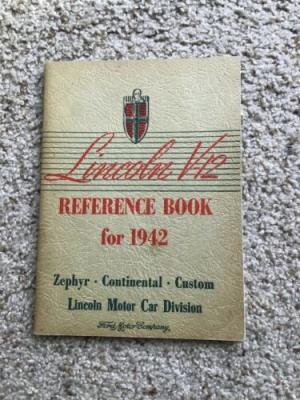 Lincoln V12
REFERENCE BOOK
for 1942
Zephyr · Continental · Custom
Lincoln Motor Car Division
Ford Motor Company